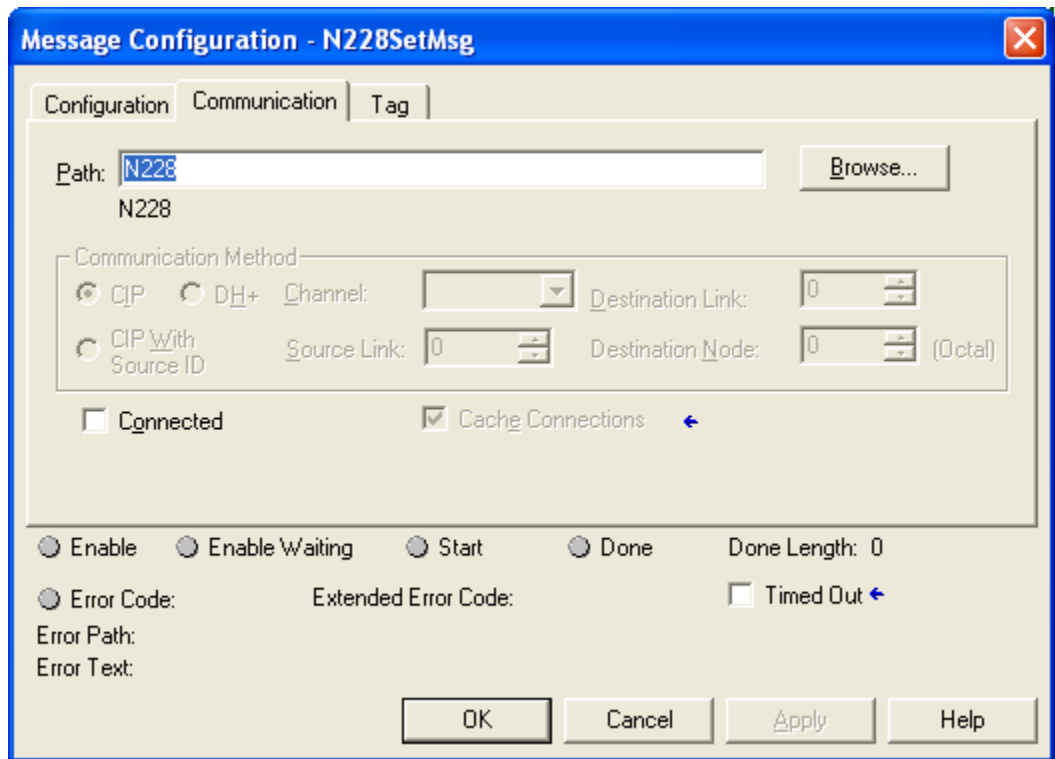 Message Configuration - N228SetMsg
Configuration Communication Tag
Path: N228 Browse...
N228
Communication Method
CIP DH+ Channel: Destination Link: 0
CIP With
Source ID
Source Link: 0 Destination Node: 0 (Octal)
Connected Cache Connections
Enable Enable Waiting Start Done Done Length: 0
Error Code: Extended Error Code: Timed Out
Error Path:
Error Text:
OK Cancel Apply Help